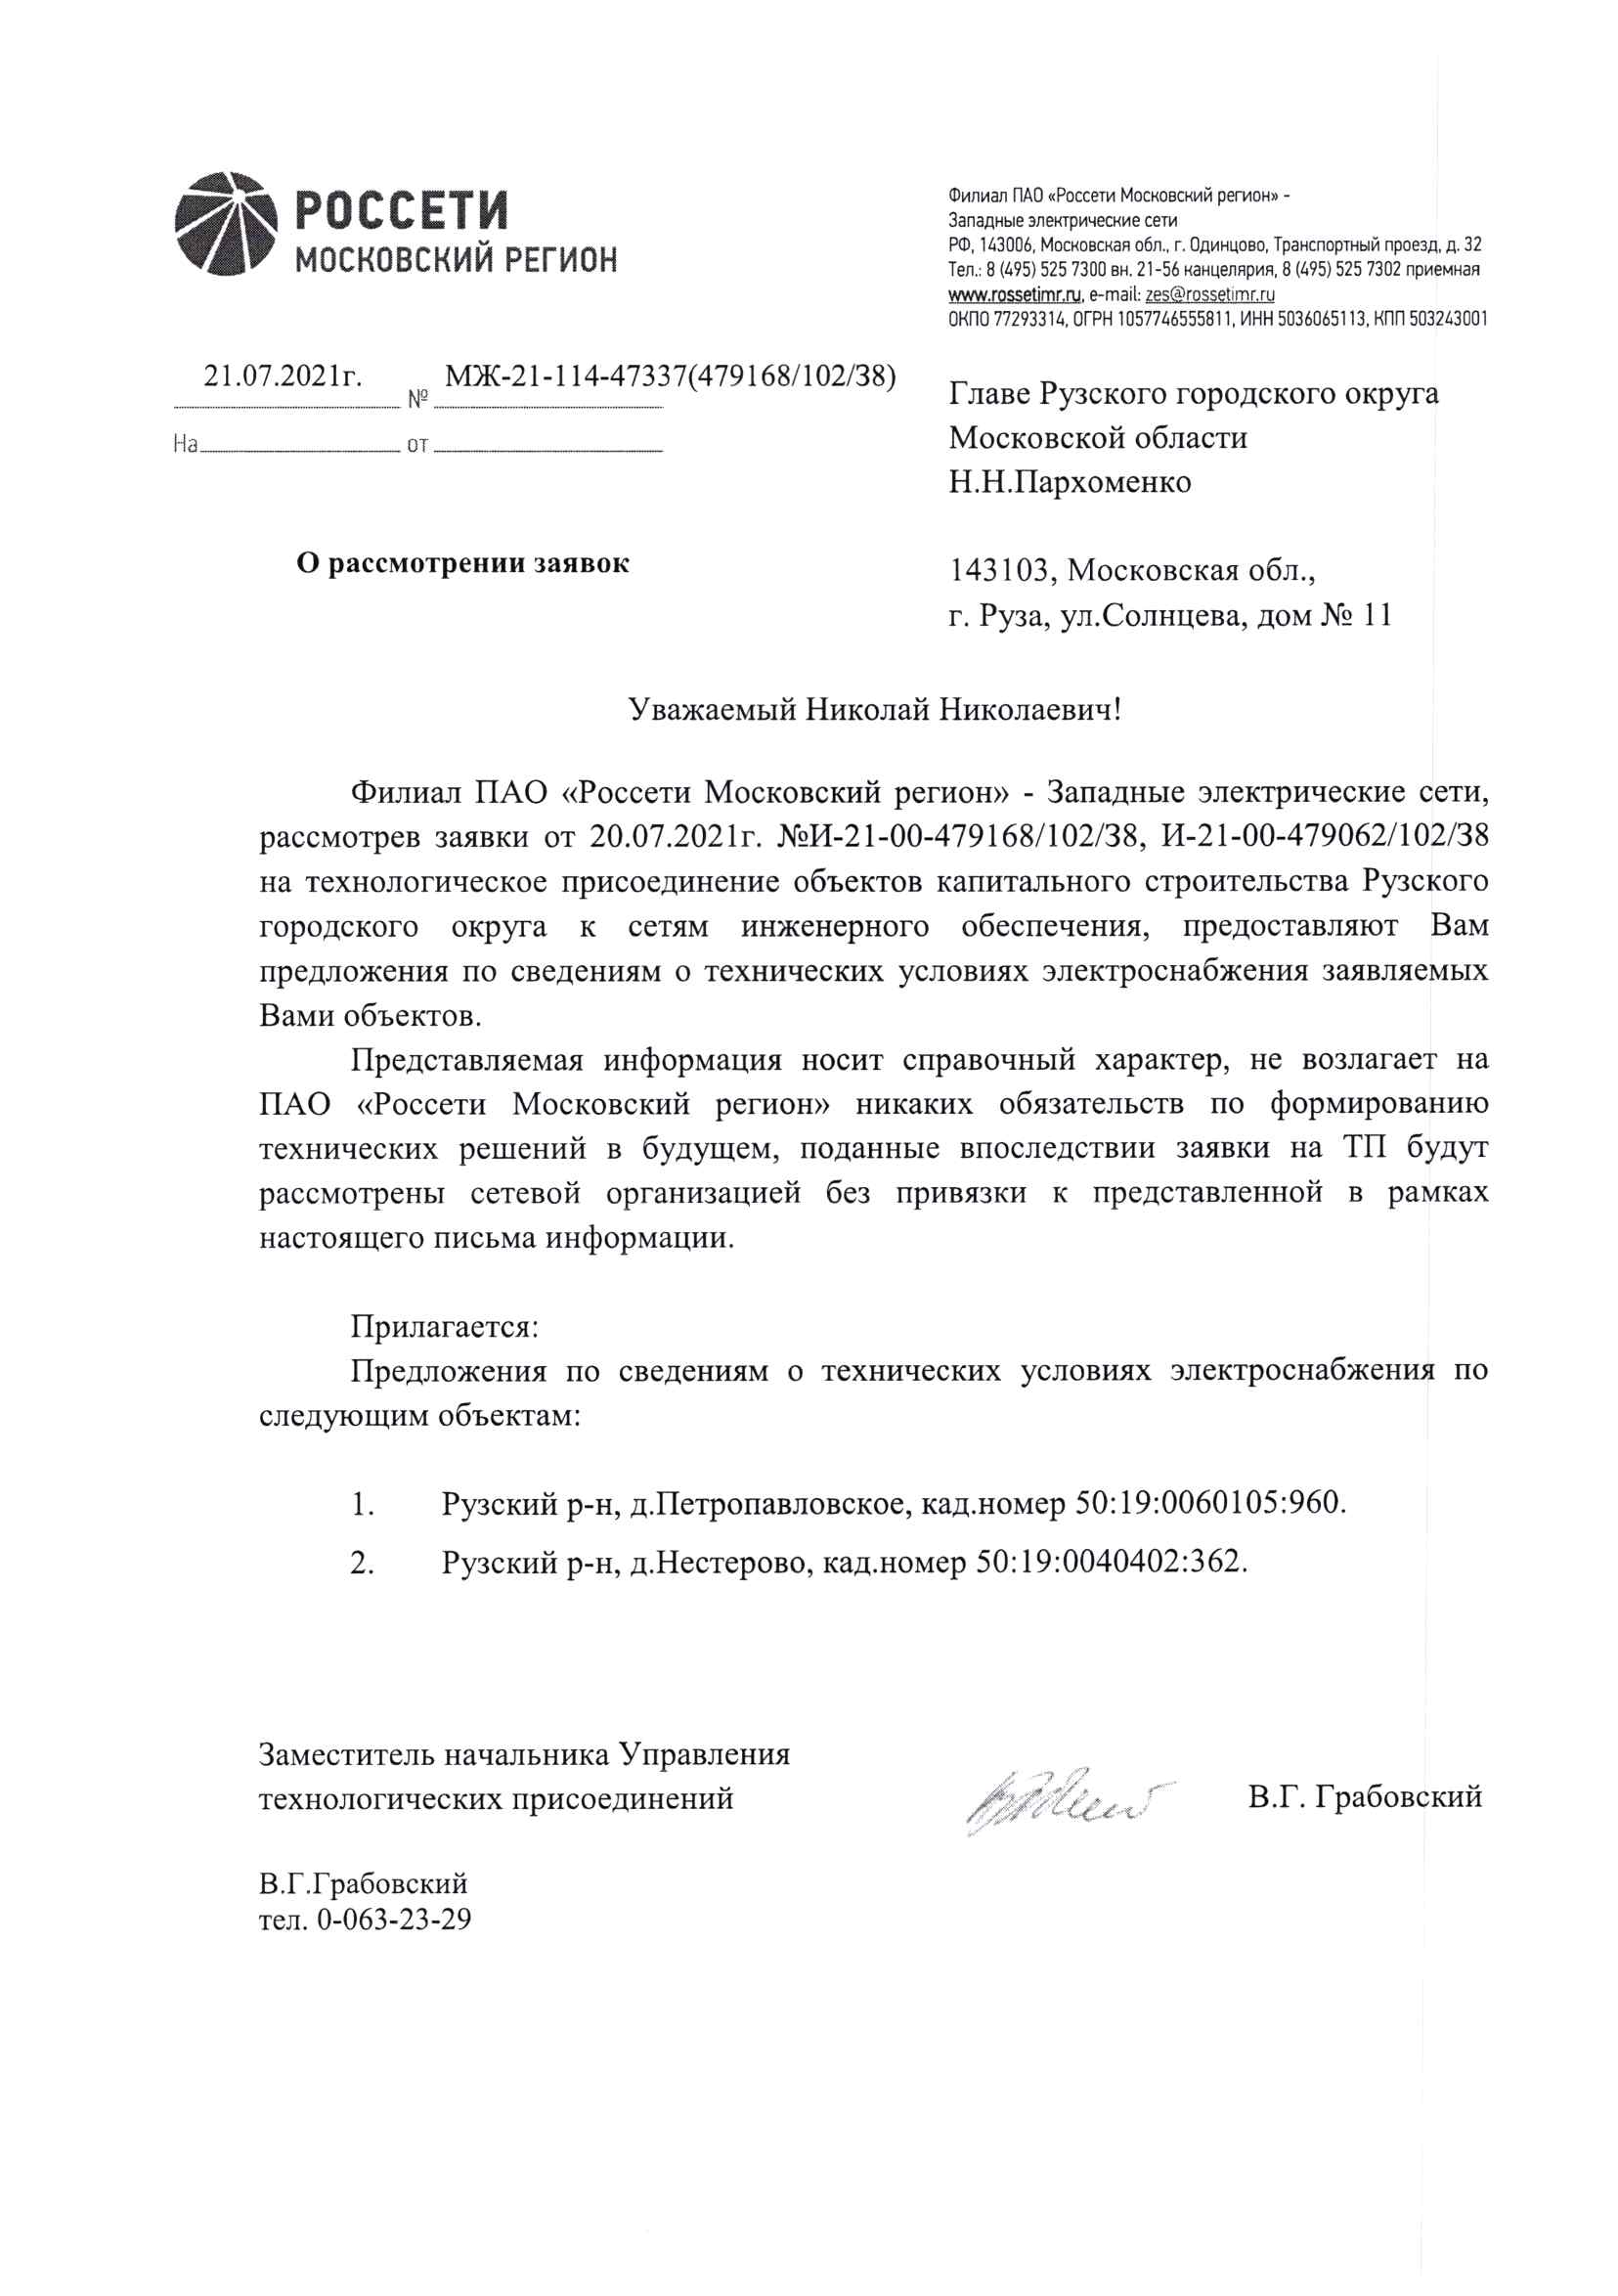 РОССЕТИ
МОСКОВСКИЙ РЕГИОН
Филиал ПАО «Россети Московский регион» -
Западные электрические сети
РФ, 143006, Московская обл., г. Одинцово, Транспортный проезд, д. 32
Тел.: 8 (495) 525 7300 вн. 21-56 канцелярия, 8 (495) 525 7302 приемная
www.rossetimr.ru, e-mail: zes@rossetimr.ru
ОКПО 77293314, ОГРН 1057746555811, ИНН 5036065113, КПП 503243001
21.07.2021г. № МЖ-21-114-47337(479168/102/38)
На от
Главе Рузского городского округа
Московской области
Н.Н.Пархоменко
О рассмотрении заявок
143103, Московская обл.,
г. Руза, ул.Солнцева, дом № 11
Уважаемый Николай Николаевич!
Филиал ПАО «Россети Московский регион» - Западные электрические сети,
рассмотрев заявки от 20.07.2021г. №И-21-00-479168/102/38, И-21-00-479062/102/38
на технологическое присоединение объектов капитального строительства Рузского
городского округа к сетям инженерного обеспечения, предоставляют Вам
предложения по сведениям о технических условиях электроснабжения заявляемых
Вами объектов.
Представляемая информация носит справочный характер, не возлагает на
ПАО «Россети Московский регион» никаких обязательств по формированию
технических решений в будущем, поданные впоследствии заявки на ТП будут
рассмотрены сетевой организацией без привязки к представленной в рамках
настоящего письма информации.
Прилагается:
Предложения по сведениям о технических условиях электроснабжения по
следующим объектам:
1. Рузский р-н, д.Петропавловское, кад.номер 50:19:0060105:960.
2. Рузский р-н, д.Нестерово, кад.номер 50:19:0040402:362.
Заместитель начальника Управления
технологических присоединений
В.Г. Грабовский
В.Г.Грабовский
тел. 0-063-23-29